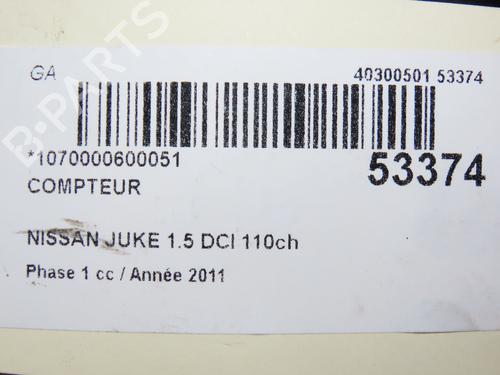 GA
40300501 53374
*1070000600051
53374
COMPTEUR
NISSAN JUKE 1.5 DCI 110ch
Phase 1 cc / Année 2011
B-PARTS